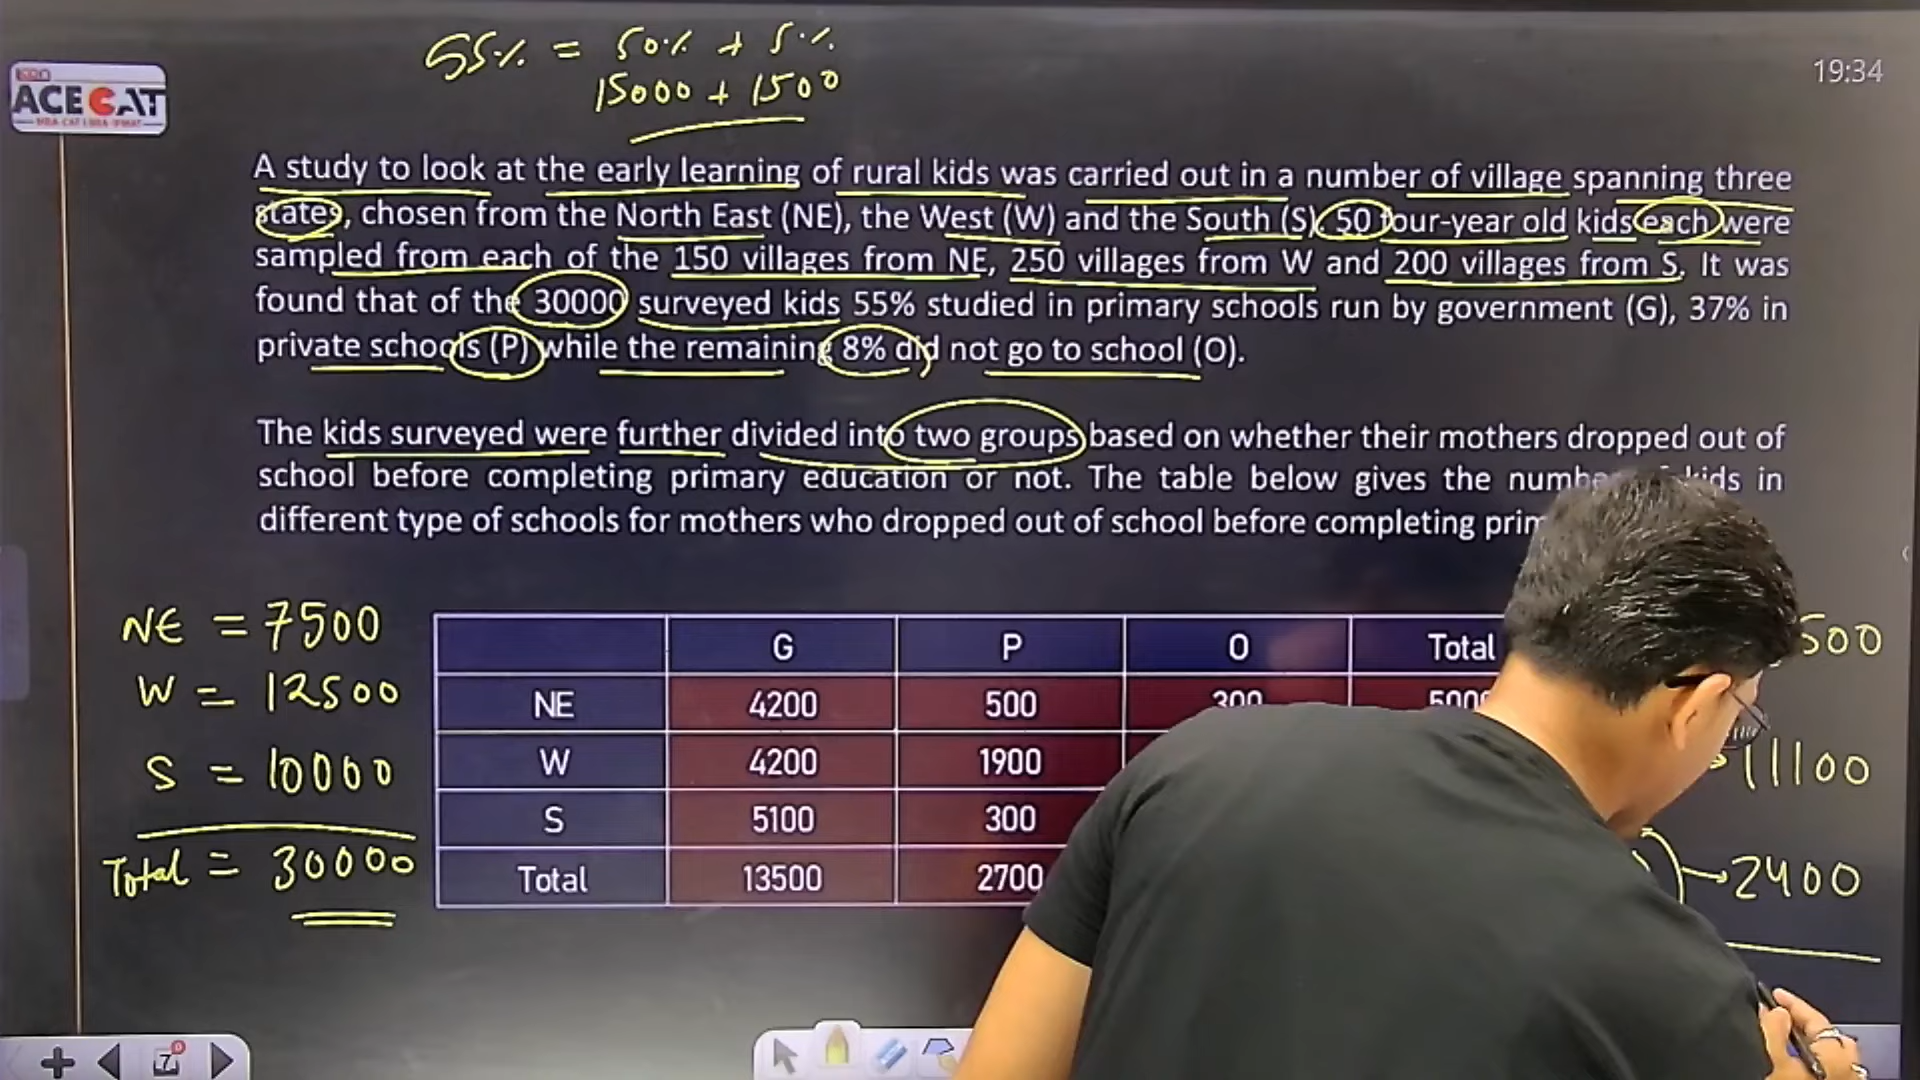 55% = 50% + 5%
15000 + 1500
19:34
ACE CAT
A study to look at the early learning of rural kids was carried out in a number of village spanning three
states, chosen from the North East (NE), the West (W) and the South (S). 50 four-year old kids each were
sampled from each of the 150 villages from NE, 250 villages from W and 200 villages from S. It was
found that of the 30000 surveyed kids 55% studied in primary schools run by government (G), 37% in
private schools (P) while the remaining 8% did not go to school (O).
The kids surveyed were further divided into two groups based on whether their mothers dropped out of
school before completing primary education or not. The table below gives the number kids in
different type of schools for mothers who dropped out of school before completing
NE = 7500
W = 12500
S = 10000
Total = 30000
G P O Total
NE 4200 500 300 5000
W 4200 1900
S 5100 300
Total 13500 2700
500
11100
2400
7